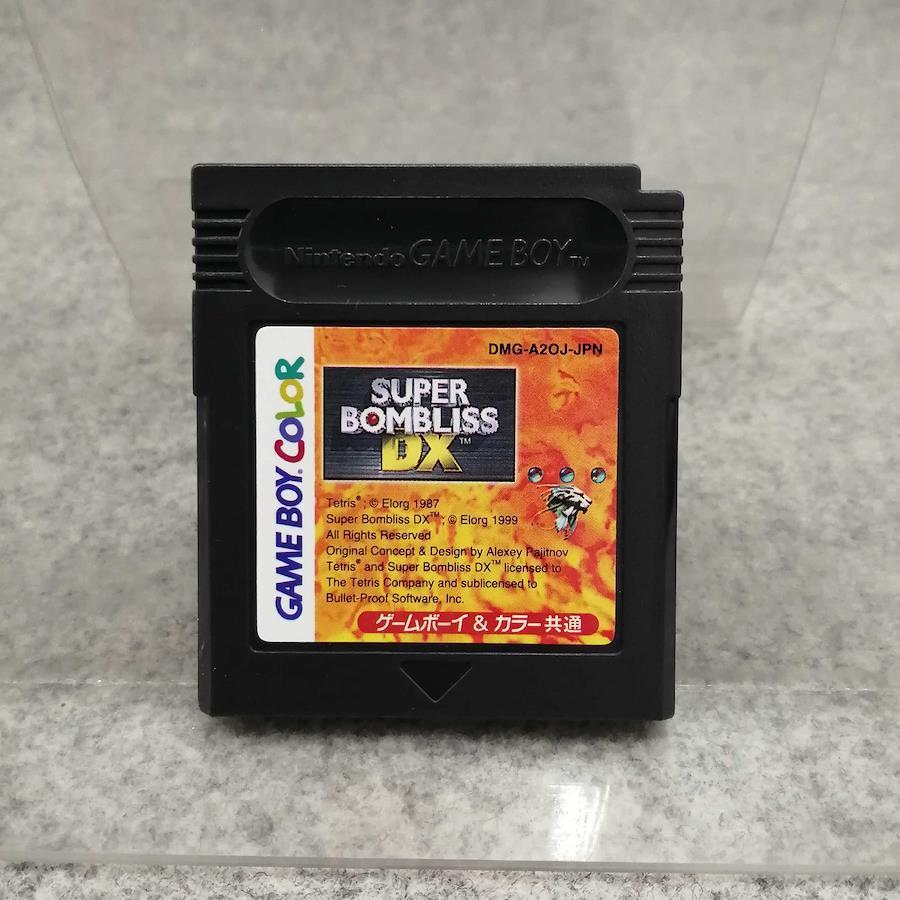 Nintendo GAME BOY TM
DMG-A2OJ-JPN
GAME BOY COLOR
SUPER
BOMBLISS
DX™
Tetris®; © Elorg 1987
Super Bombliss DX™; © Elorg 1999
All Rights Reserved
Original Concept & Design by Alexey Pajitnov
Tetris® and Super Bombliss DX™ licensed to
The Tetris Company and sublicensed to
Bullet-Proof Software, Inc.
ゲームボーイ & カラー共通